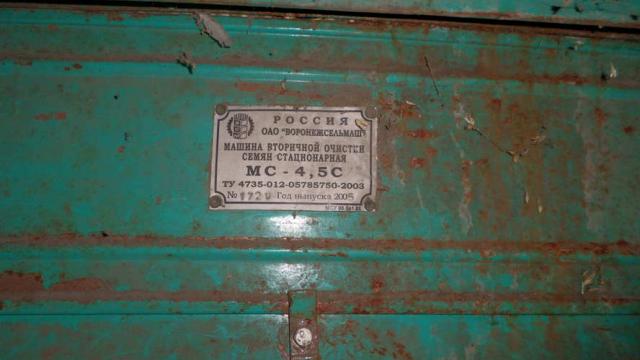 РОССИЯ
ОАО "ВОРОНЕЖСЕЛЬМАШ"
МАШИНА ВТОРИЧНОЙ ОЧИСТКИ
СЕМЯН СТАЦИОНАРНАЯ
МС - 4,5С
ТУ 4735-012-05785750-2003
№ Год выпуска 2005